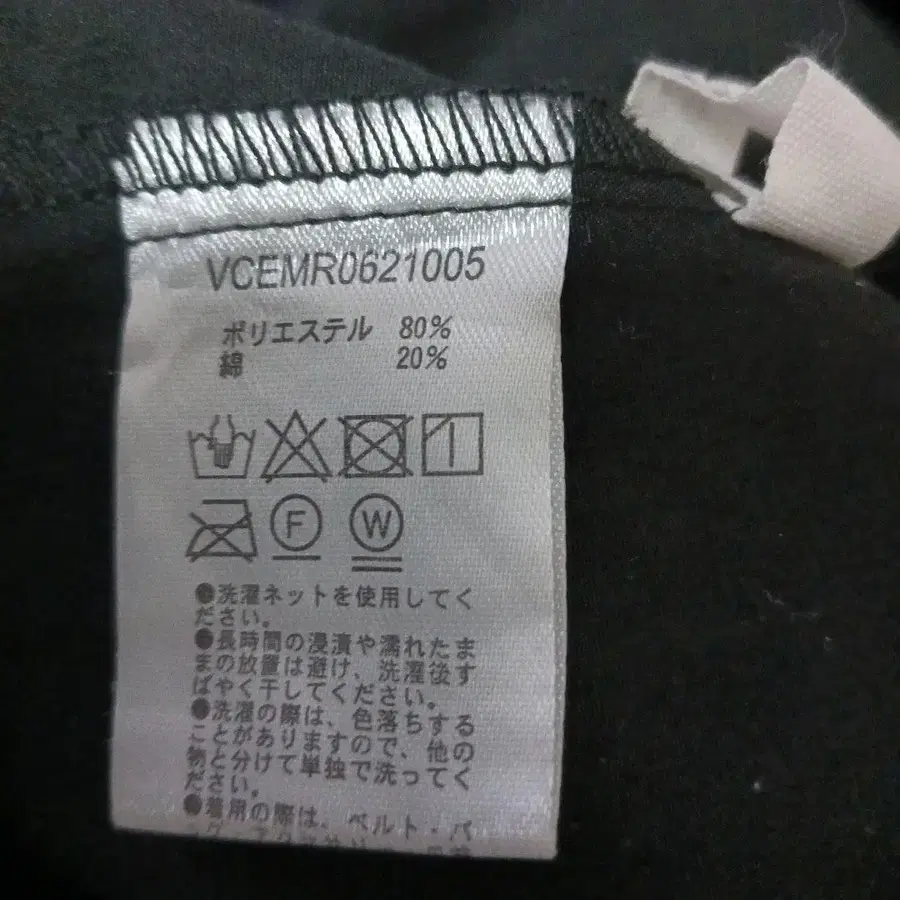 VCEMR0621005
ポリエステル 80%
綿 20%
F W
●洗濯ネットを使用してく
ださい。
●長時間の浸漬や濡れたま
まの放置は避け、洗濯後す
ばやく干してください。
●洗濯の際は、色落ちする
ことがありますので、他の
物と分けて単独で洗ってく
ださい。
●着用の際は、ベルト・バ